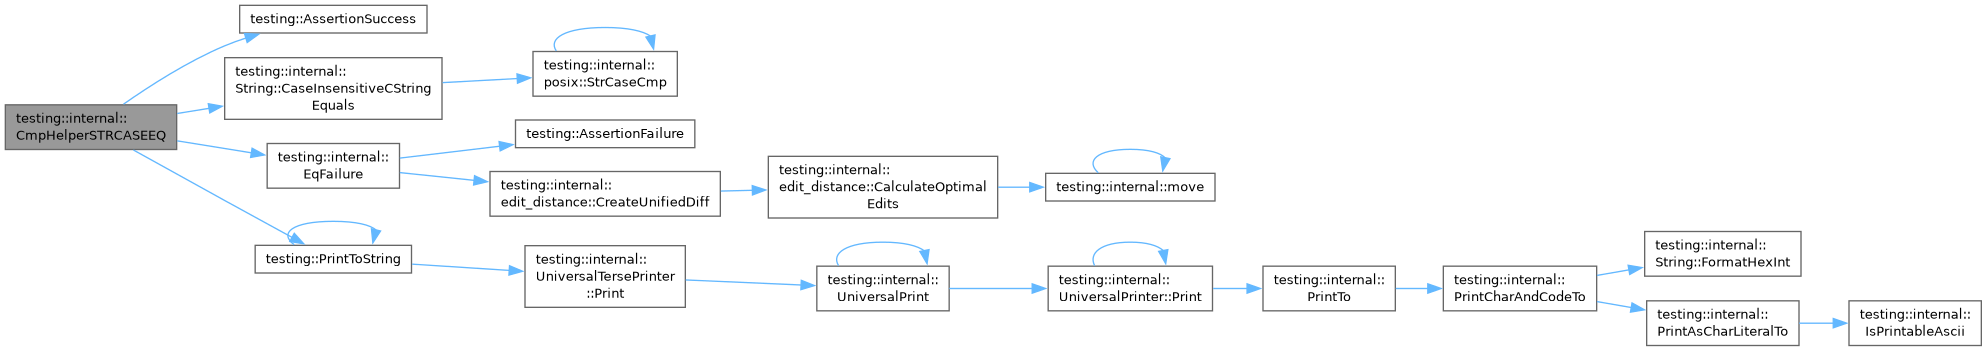 testing::internal::
CmpHelperSTRCASEEQ
testing::AssertionSuccess
testing::internal::
String::CaseInsensitiveCString
Equals
testing::internal::
posix::StrCaseCmp
testing::internal::
EqFailure
testing::AssertionFailure
testing::internal::
edit_distance::CreateUnifiedDiff
testing::internal::
edit_distance::CalculateOptimal
Edits
testing::internal::move
testing::PrintToString
testing::internal::
UniversalTersePrinter
::Print
testing::internal::
UniversalPrint
testing::internal::
UniversalPrinter::Print
testing::internal::
PrintTo
testing::internal::
PrintCharAndCodeTo
testing::internal::
String::FormatHexInt
testing::internal::
PrintAsCharLiteralTo
testing::internal::
IsPrintableAscii